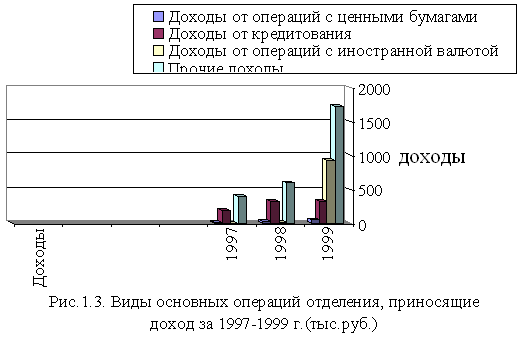 Доходы от операций с ценными бумагами
Доходы от кредитования
Доходы от операций с иностранной валютой
Прочие доходы
2000
1500
1000
500
0
доходы
Доходы
1997
1998
1999
Рис.1.3. Виды основных операций отделения, приносящие
доход за 1997-1999 г.(тыс.руб.)